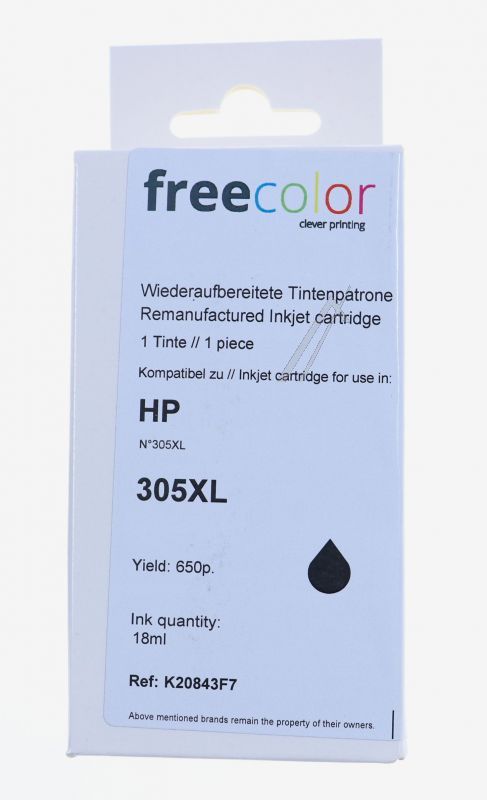 freecolor
clever printing
Wiederaufbereitete Tintenpatrone
Remanufactured Inkjet cartridge
1 Tinte // 1 piece
Kompatibel zu // Inkjet cartridge for use in:
HP
N°305XL
305XL
Yield: 650p.
Ink quantity:
18ml
Ref: K20843F7
Above mentioned brands remain the property of their owners.